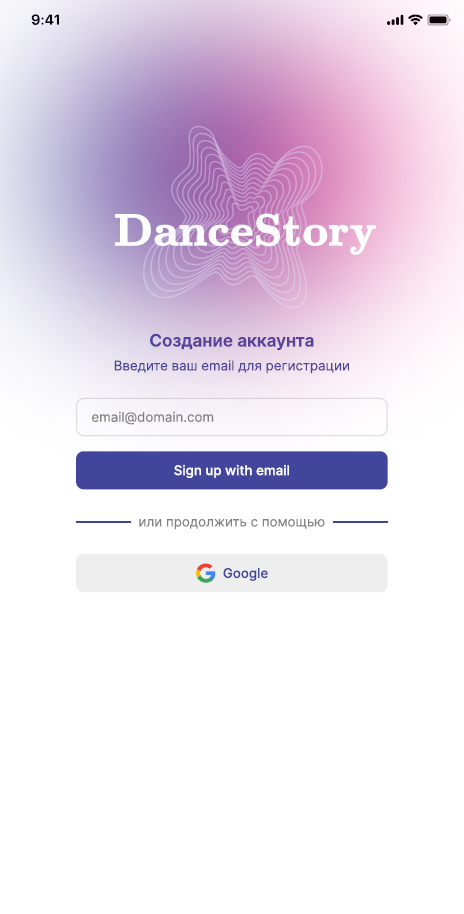 9:41
DanceStory
Создание аккаунта
Введите ваш email для регистрации
email@domain.com
Sign up with email
или продолжить с помощью
Google